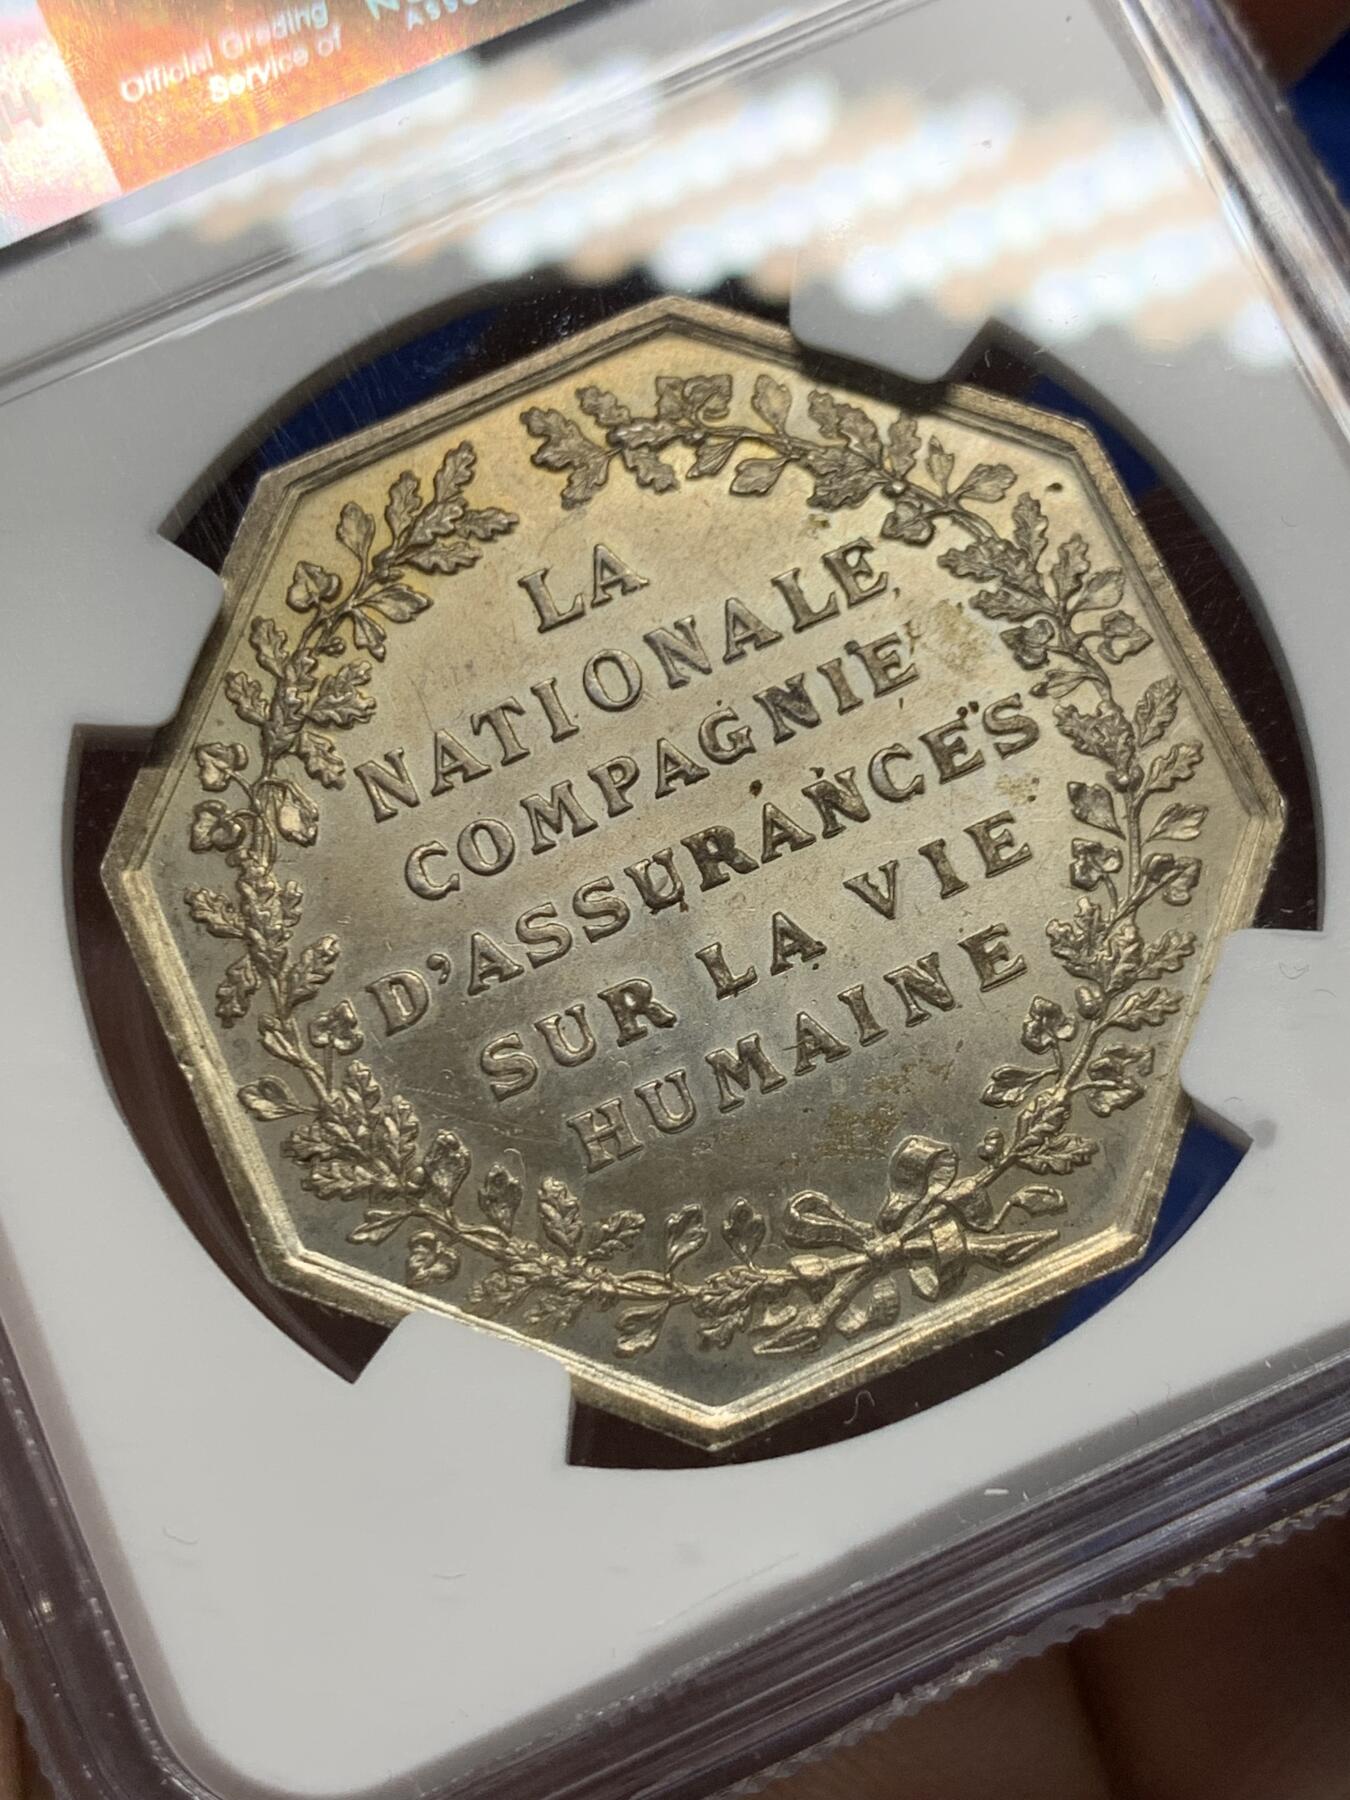 Official Grading
Service of
LA
NATIONALE
COMPAGNIE
D'ASSURANCES
SUR LA VIE
HUMAINE